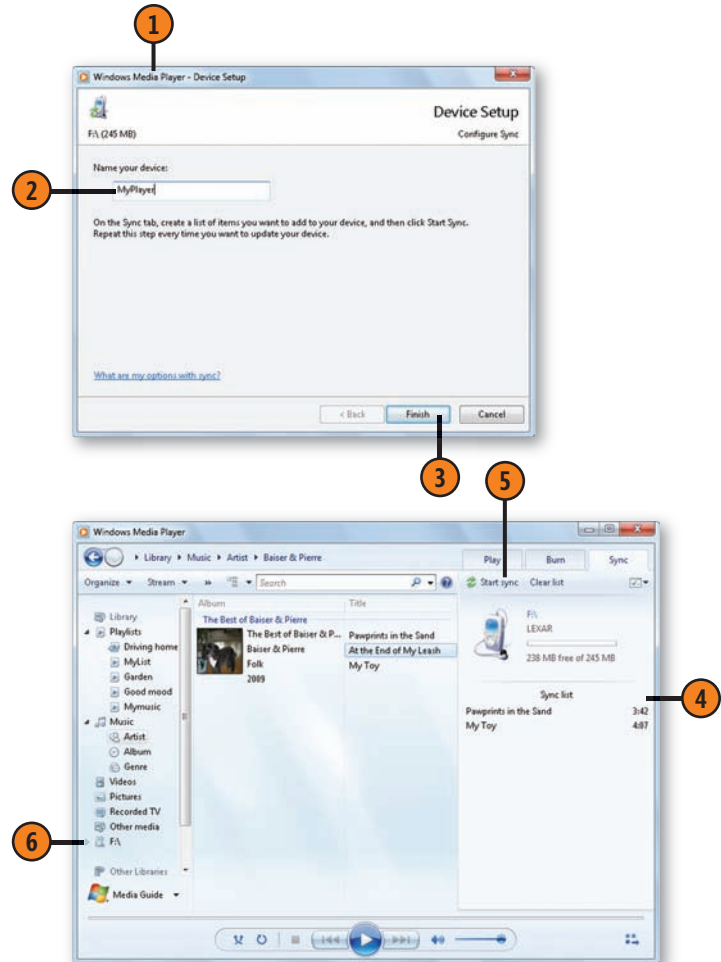 1
Windows Media Player - Device Setup
Device Setup
F:\ (245 MB)
Configure Sync
Name your device:
2
MyPlayer
On the Sync tab, create a list of items you want to add to your device, and then click Start Sync.
Repeat this step every time you want to update your device.
What are my options with sync?
< Back
Finish
Cancel
3
5
Windows Media Player
Library
Music
Artist
Baiser & Pierre
Play
Burn
Sync
Organize
Stream
»
Search
Start sync
Clear list
Library
Playlists
Driving home
MyList
Garden
Good mood
Mymusic
Music
Artist
Album
Genre
Videos
Pictures
Recorded TV
Other media
6
F:\
Other Libraries
Media Guide
Album
Title
The Best of Baiser & Pierre
The Best of Baiser & P...
Pawprints in the Sand
Baiser & Pierre
At the End of My Leash
Folk
My Toy
2009
F:\
LEXAR
238 MB free of 245 MB
Sync list
4
Pawprints in the Sand 3:42
My Toy 4:07